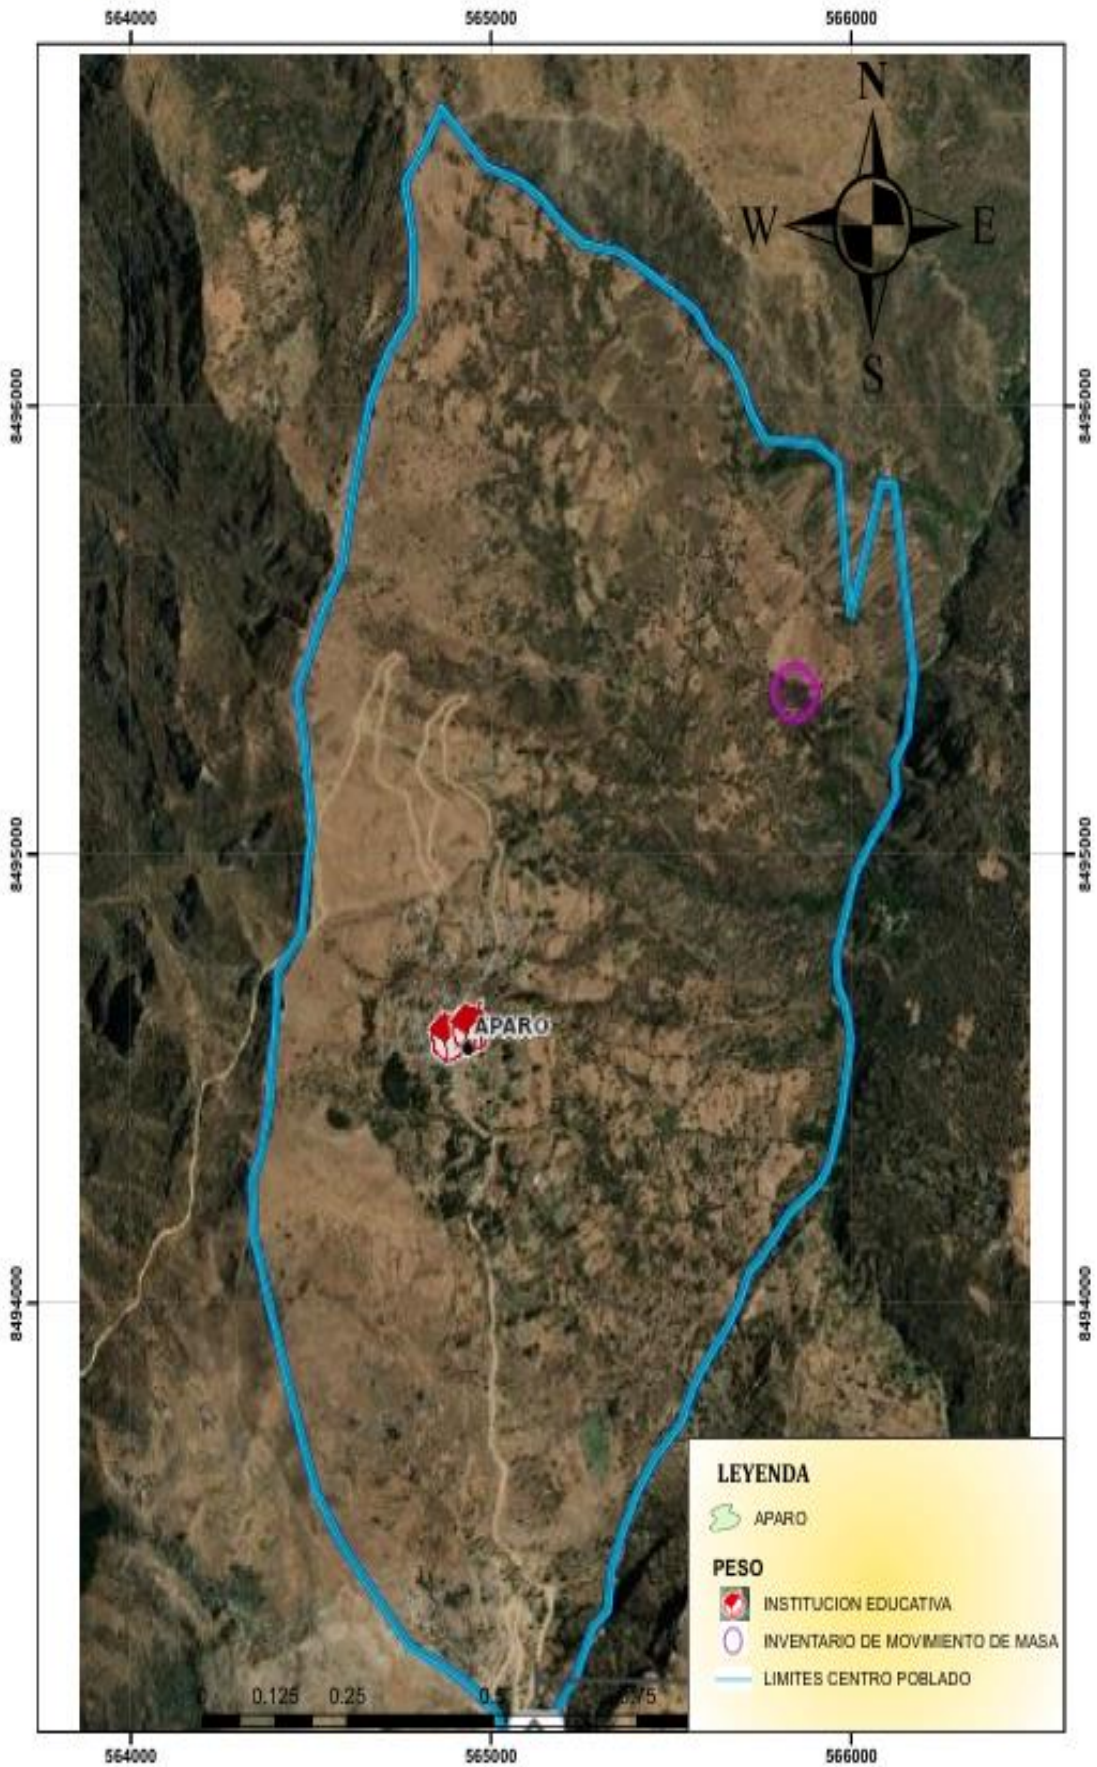 564000 565000 566000
N
W E
S
8496000 8496000
8495000 8495000
APARO
8494000 8494000
LEYENDA
APARO
PESO
INSTITUCION EDUCATIVA
INVENTARIO DE MOVIMIENTO DE MASA
LIMITES CENTRO POBLADO
0 0.125 0.25 0.5
564000 565000 566000